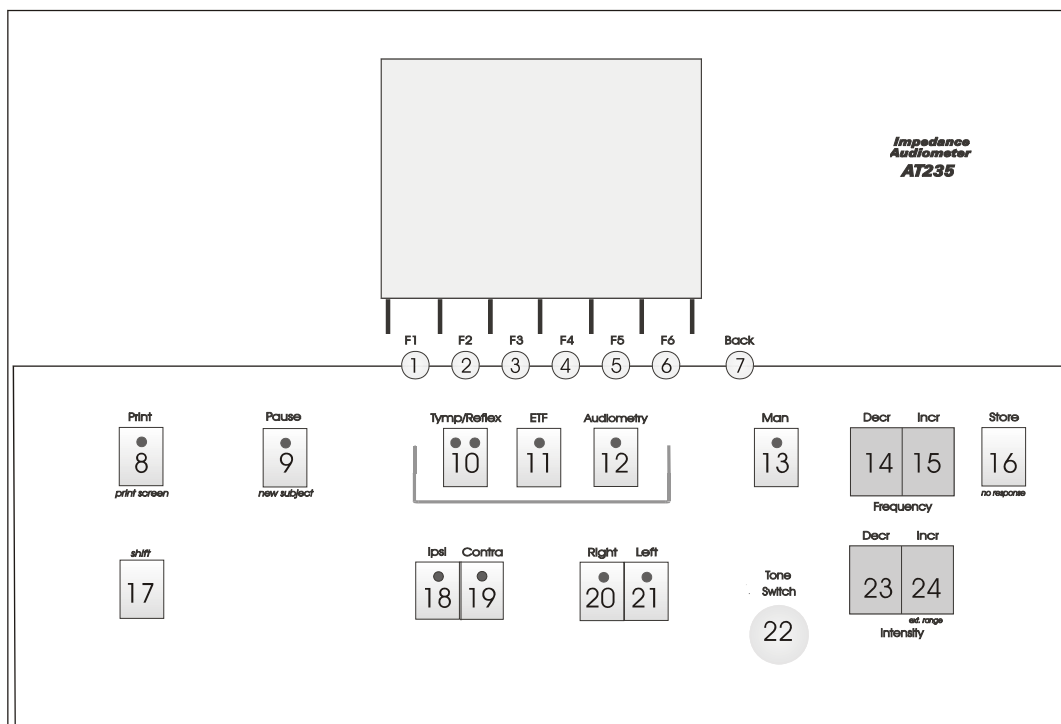 Impedance
Audiometer
AT235
F1 F2 F3 F4 F5 F6 Back
1 2 3 4 5 6 7
Print Pause Tymp/Reflex ETF Audiometry Man Decr Incr Store
8 9 10 11 12 13 14 15 16
print screen new subject Frequency no response
shift Ipsi Contra Right Left Tone Switch Decr Incr
17 18 19 20 21 22 23 24
ext. range
Intensity